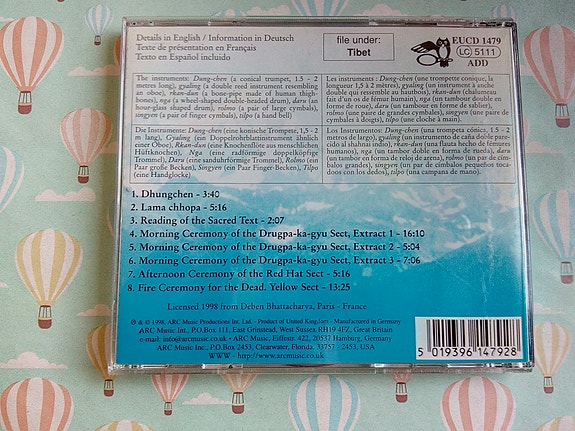 Details in English / Information in Deutsch
Texte de présentation en Français
Texto en Español incluido
file under:
Tibet
EUCD 1479
LC 5111
ADD
The instruments: Dung-chen (a conical trumpet, 1.5 - 2
metres long), gyaling (a double reed instrument resembling
an oboe), rkan-dun (a bone-pipe made of human thigh-
bones), nga (a wheel-shaped double-headed drum), daru (an
hour-glass shaped drum), rolmo (a pair of large cymbals),
singyen (a pair of finger cymbals), tilpo (a hand bell)
Les instruments : Dung-chen (une trompette conique, la
longueur 1,5 à 2 mètres), gyaling (un instrument à anche
double qui ressemble au hautbois), rkan-dun (chalumeau
fait d'un os de fémur humain), nga (un tambour double en
forme de roue), daru (tambour en forme de sablier),
rolmo (une paire de grandes cymbales), singyen (une paire de
cymbales à doigts), tilpo (une cloche à main).
Die Instrumente: Dung-chen (eine konische Trompete, 1,5 -
2 m lang), Gyaling (ein Doppelrohrblattinstrument ähnlich
einer Oboe), Rkan-dun (eine Knochenflöte aus menschlichen
Hüftknochen), Nga (eine radförmige doppelköpfige
Trommel), Daru (eine sanduhrförmige Trommel), Rolmo (ein
Paar große Becken), Singyen (ein Paar Finger-Becken), Tilpo
(eine Handglocke)
Los Instrumentos: Dung-chen (una trompeta cónica, 1.5 - 2
metros de largo), gyaling (un instrumento de caña doble pare-
cido al shahnai indio), rkan-dun (una flauta hecho de fémures
humanos), nga (un tambor doble en forma de rueda), daru
(un tambor en forma de reloj de arena), rolmo (un par de cím-
balos grandes), singyen (un par de címbalos pequeños toca-
doos con los dedos), tilpo (una campana de mano).
1. Dhungchen - 3:40
2. Lama chhopa - 5:16
3. Reading of the Sacred Text - 2:07
4. Morning Ceremony of the Drugpa-ka-gyu Sect, Extract 1 - 16:10
5. Morning Ceremony of the Drugpa-ka-gyu Sect, Extract 2 - 5:04
6. Morning Ceremony of the Drugpa-ka-gyu Sect, Extract 3 - 7:06
7. Afternoon Ceremony of the Red Hat Sect - 5:16
8. Fire Ceremony for the Dead. Yellow Sect - 13:25
Licensed 1998 from Deben Bhattacharya, Paris - France
℗ & © 1998, ARC Music Productions Int. Ltd. - Product of United Kingdom - Manufactured in Germany
ARC Music Inc., P.O.Box 111, East Grinstead, West Sussex RH19 4FZ, Great Britain
e-mail: info@arcmusic.co.uk • ARC Music, Eiffestr. 422, 20537 Hamburg, Germany
ARC Music Inc., P.O. BOX 2453, Clearwater, Florida, 33757 - 2453, USA
WWW - http://www.arcmusic.co.uk
5 019396 147928